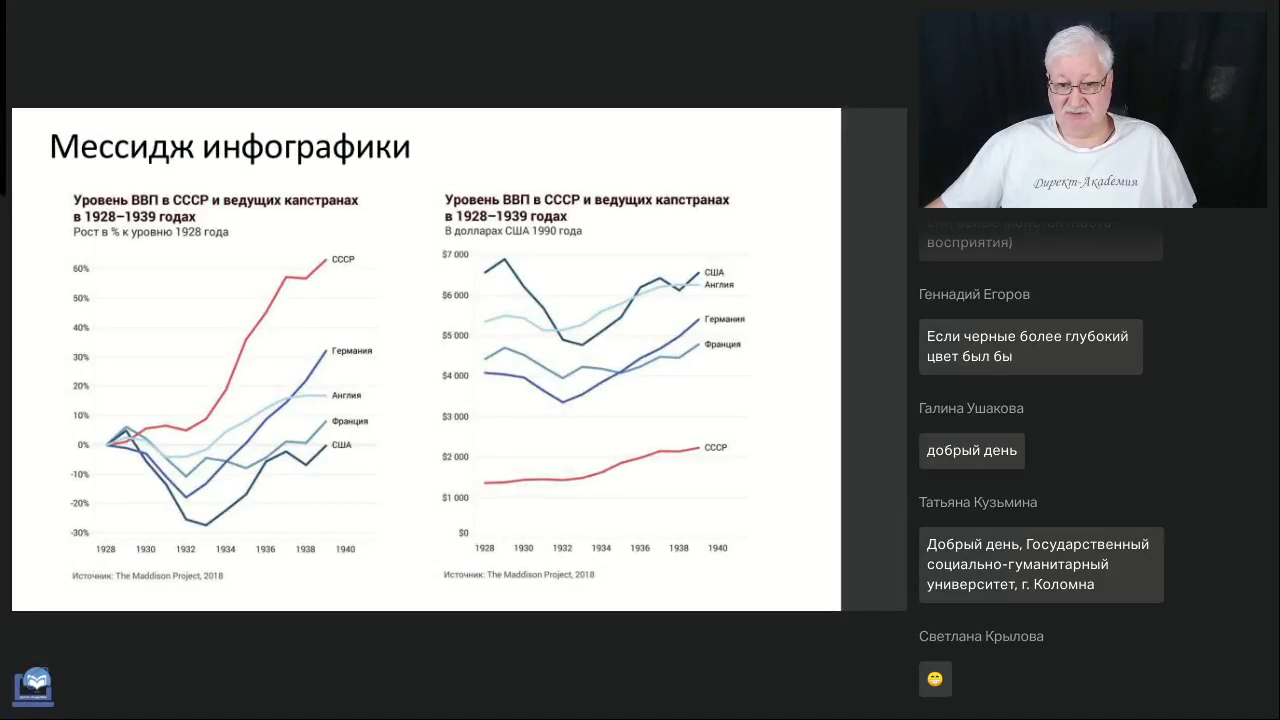 Мессидж инфографики
Уровень ВВП в СССР и ведущих капстранах
в 1928–1939 годах
Рост в % к уровню 1928 года
60%
50%
40%
30%
20%
10%
0%
-10%
-20%
-30%
СССР
Германия
Англия
Франция
США
1928 1930 1932 1934 1936 1938 1940
Источник: The Maddison Project, 2018
Уровень ВВП в СССР и ведущих капстранах
в 1928–1939 годах
В долларах США 1990 года
$7 000
$6 000
$5 000
$4 000
$3 000
$2 000
$1 000
$0
США
Англия
Германия
Франция
СССР
1928 1930 1932 1934 1936 1938 1940
Источник: The Maddison Project, 2018
Директ-Академия
восприятия)
Геннадий Егоров
Если черные более глубокий
цвет был бы
Галина Ушакова
добрый день
Татьяна Кузьмина
Добрый день, Государственный
социально-гуманитарный
университет, г. Коломна
Светлана Крылова